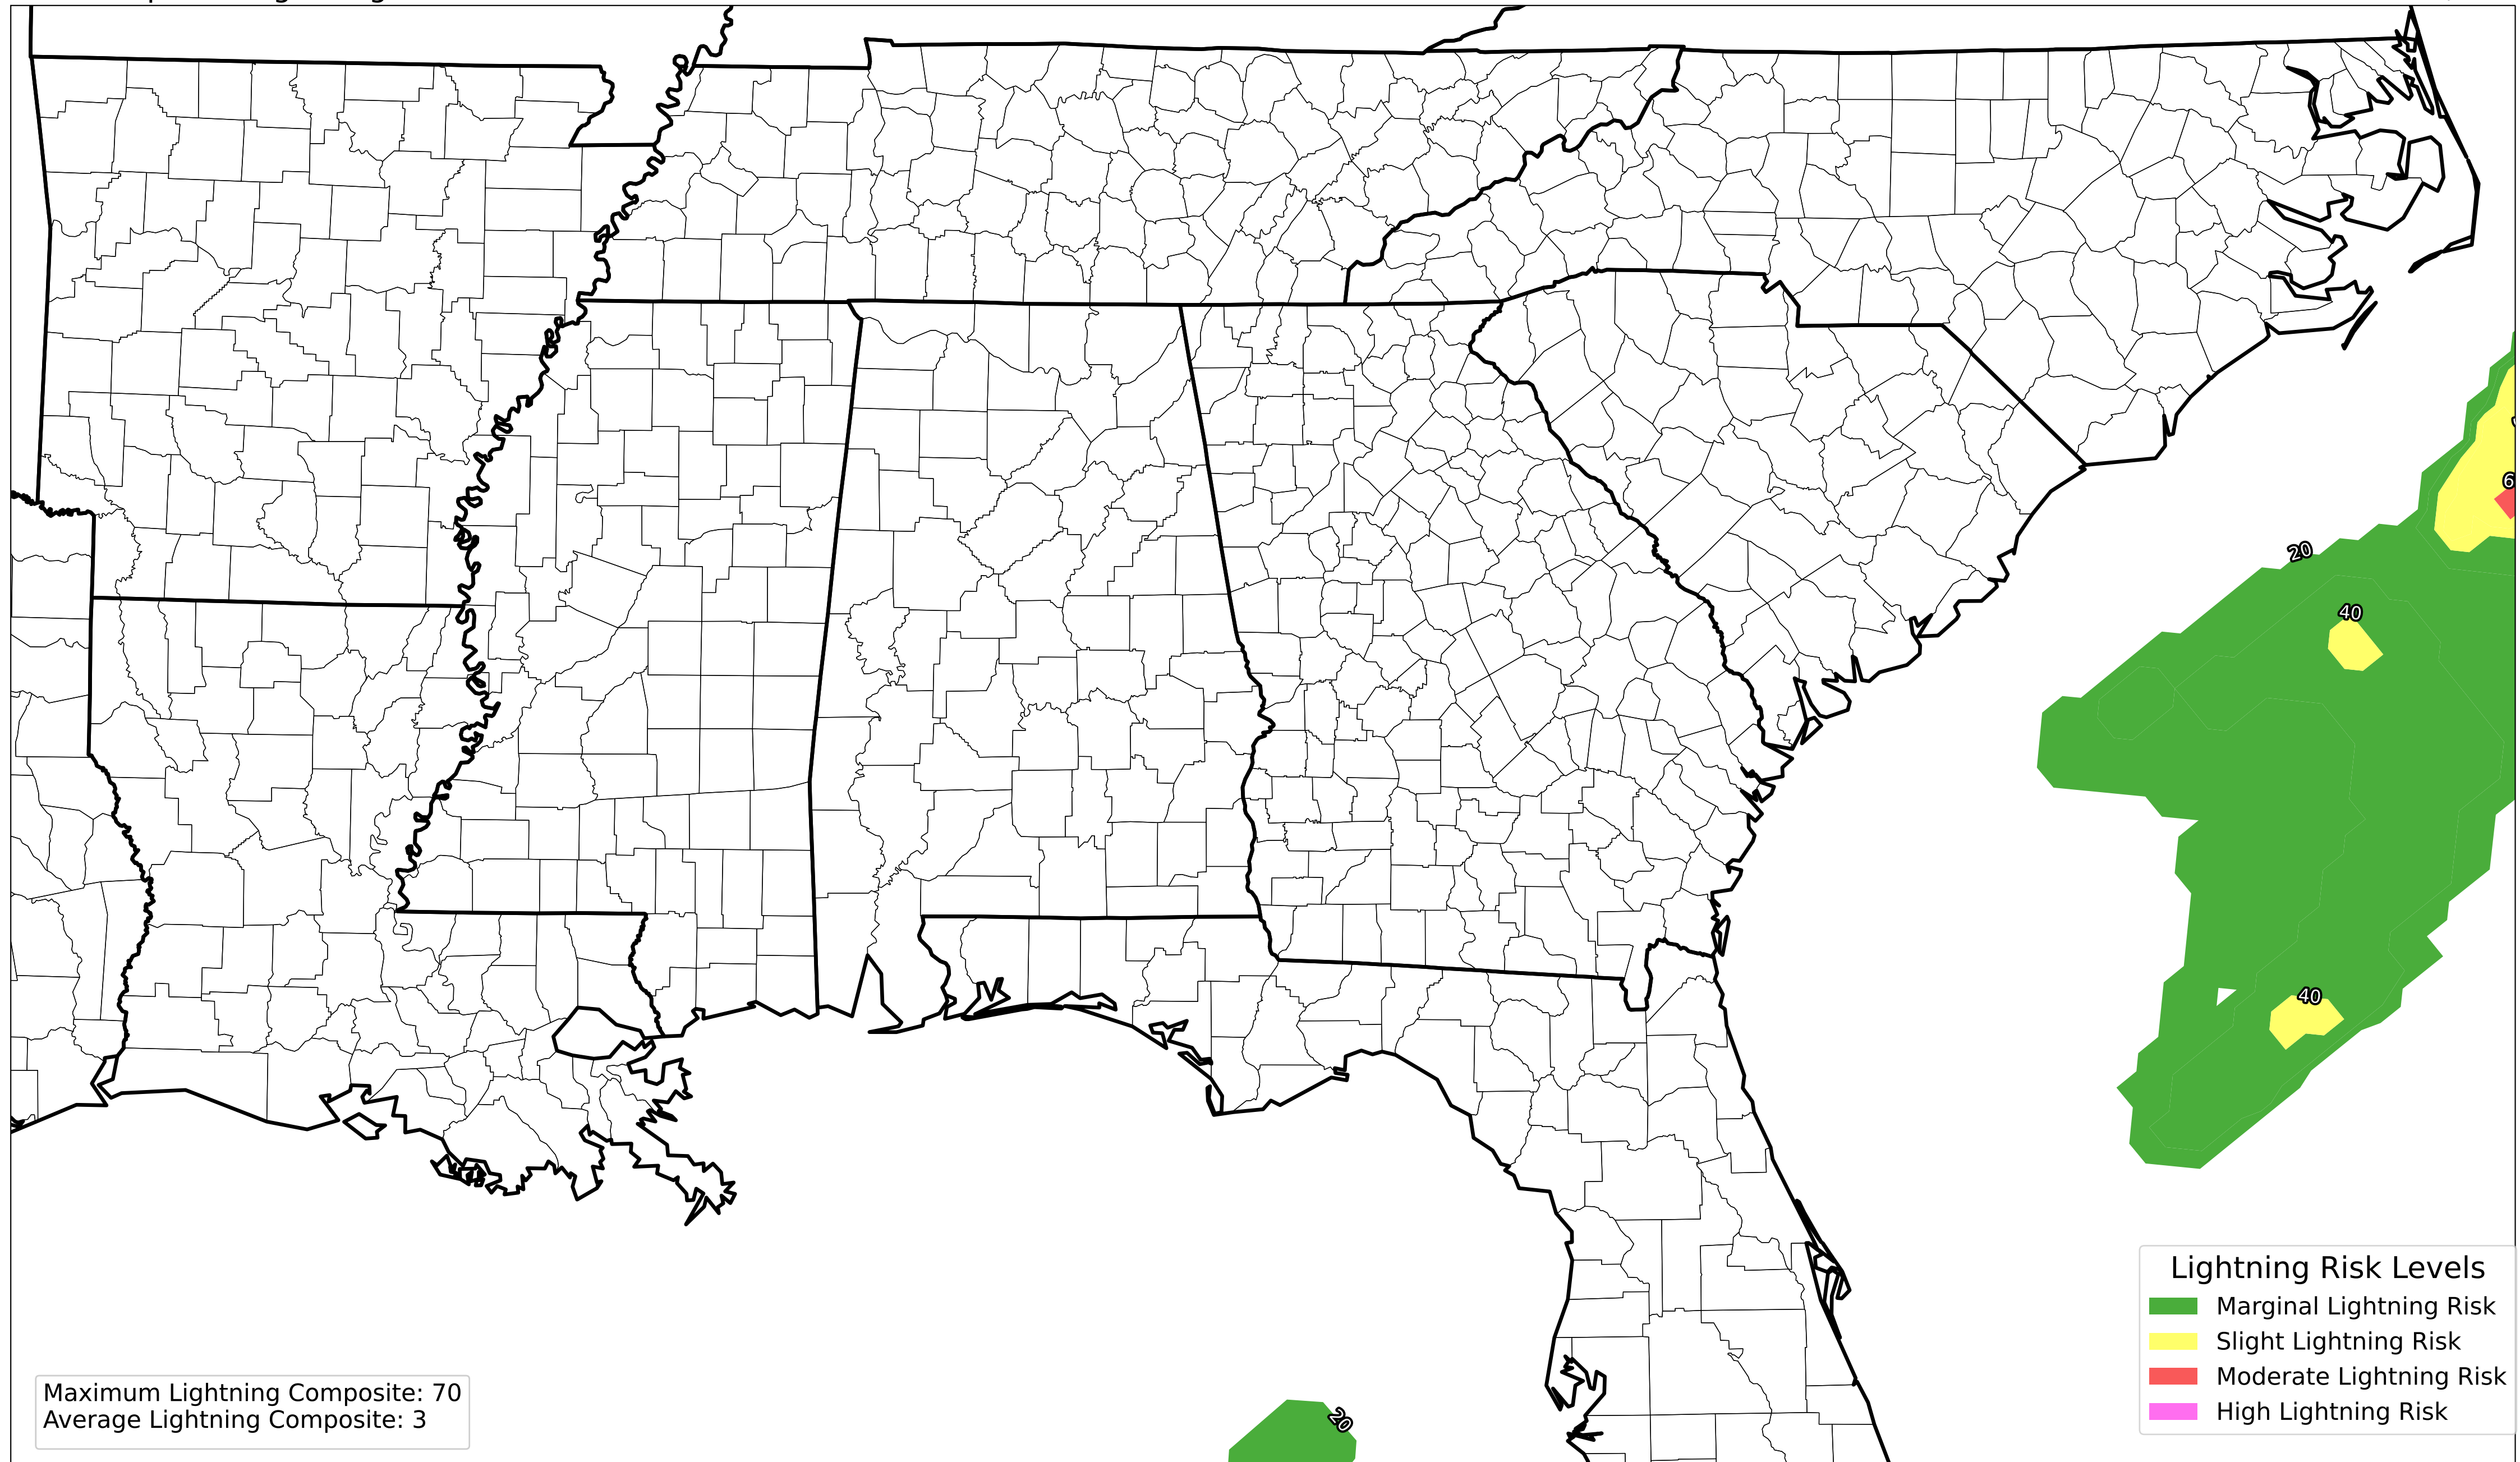 20
40
40
20
Lightning Risk Levels
Marginal Lightning Risk
Slight Lightning Risk
Moderate Lightning Risk
High Lightning Risk
Maximum Lightning Composite: 70
Average Lightning Composite: 3